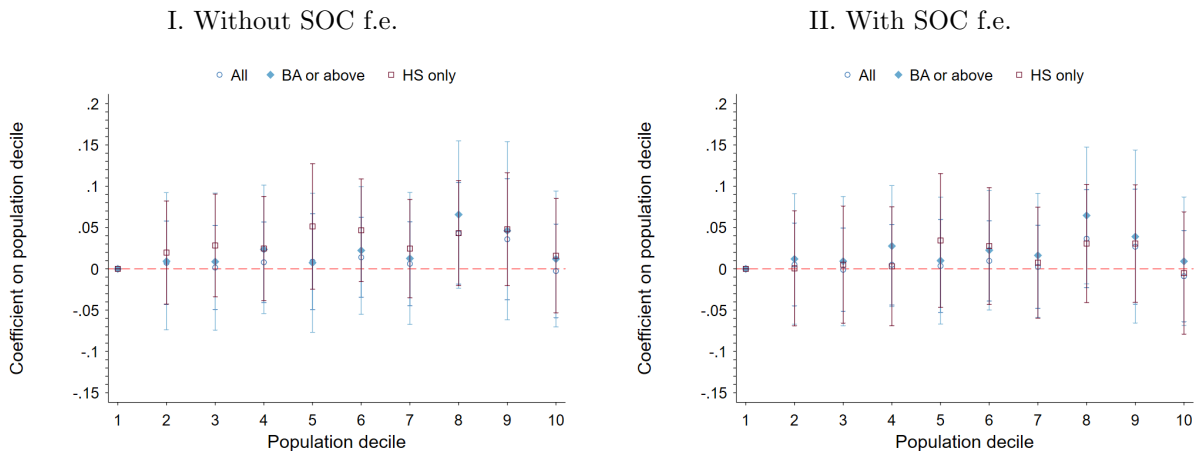 I. Without SOC f.e.
All BA or above HS only
Coefficient on population decile
.2
.15
.1
.05
0
-.05
-.1
-.15
1 2 3 4 5 6 7 8 9 10
Population decile
II. With SOC f.e.
All BA or above HS only
Coefficient on population decile
.2
.15
.1
.05
0
-.05
-.1
-.15
1 2 3 4 5 6 7 8 9 10
Population decile